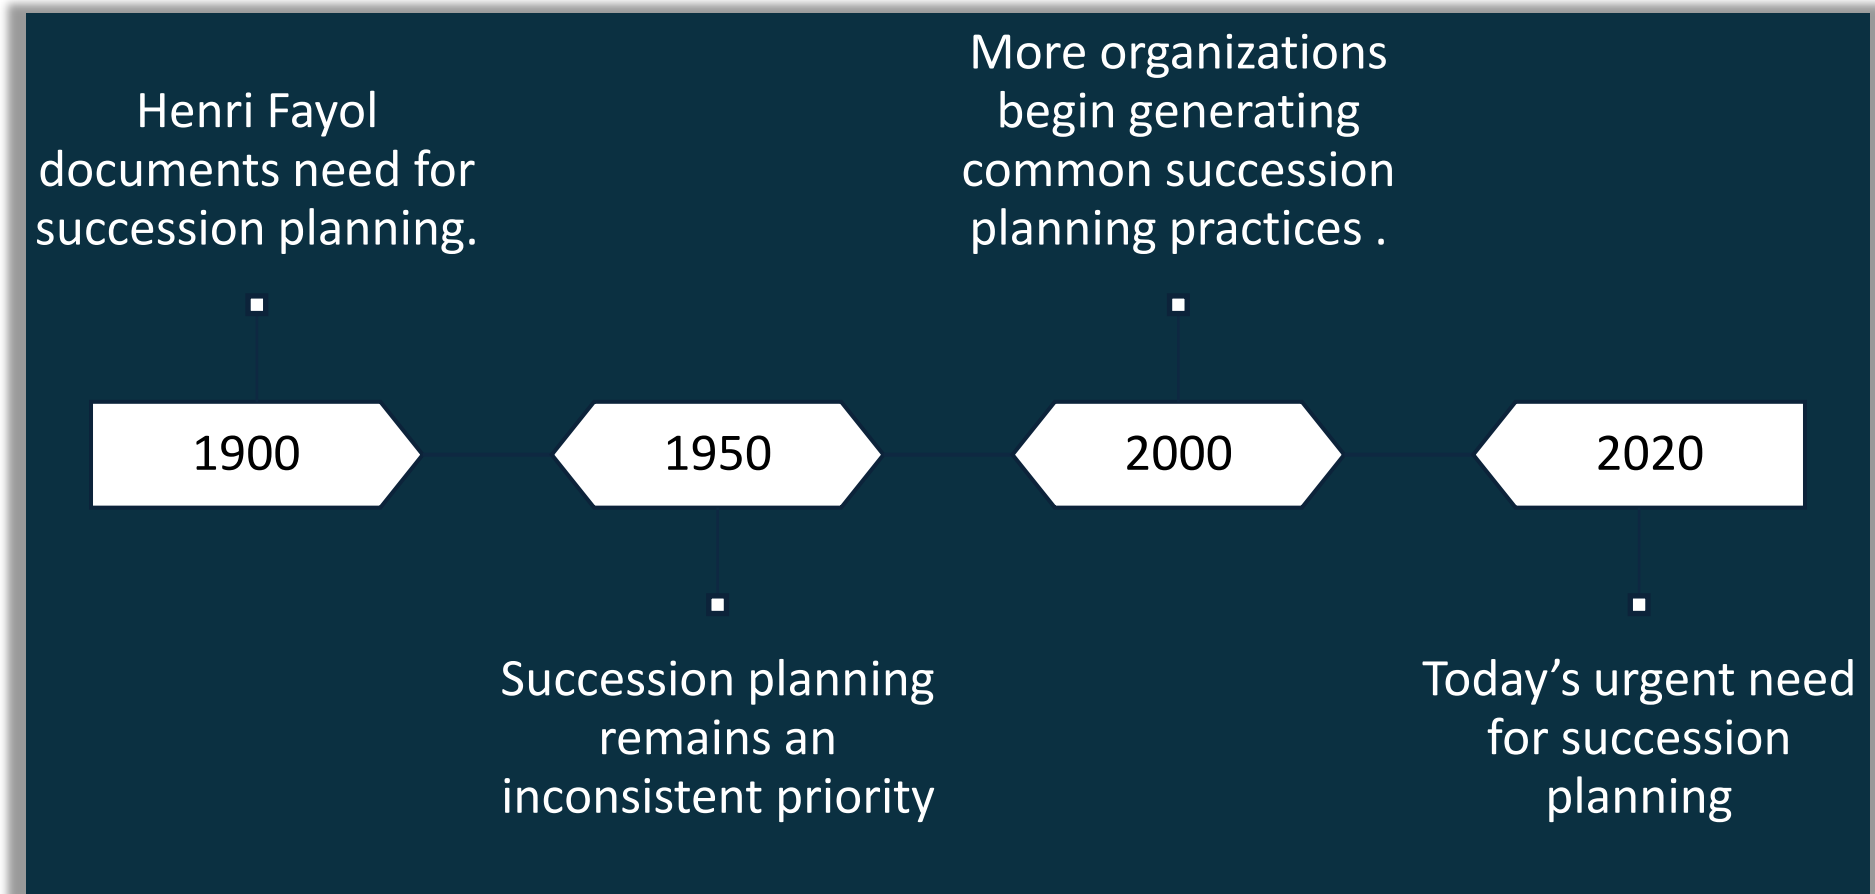 Henri Fayol
documents need for
succession planning.
More organizations
begin generating
common succession
planning practices .
1900
1950
2000
2020
Succession planning
remains an
inconsistent priority
Today’s urgent need
for succession
planning